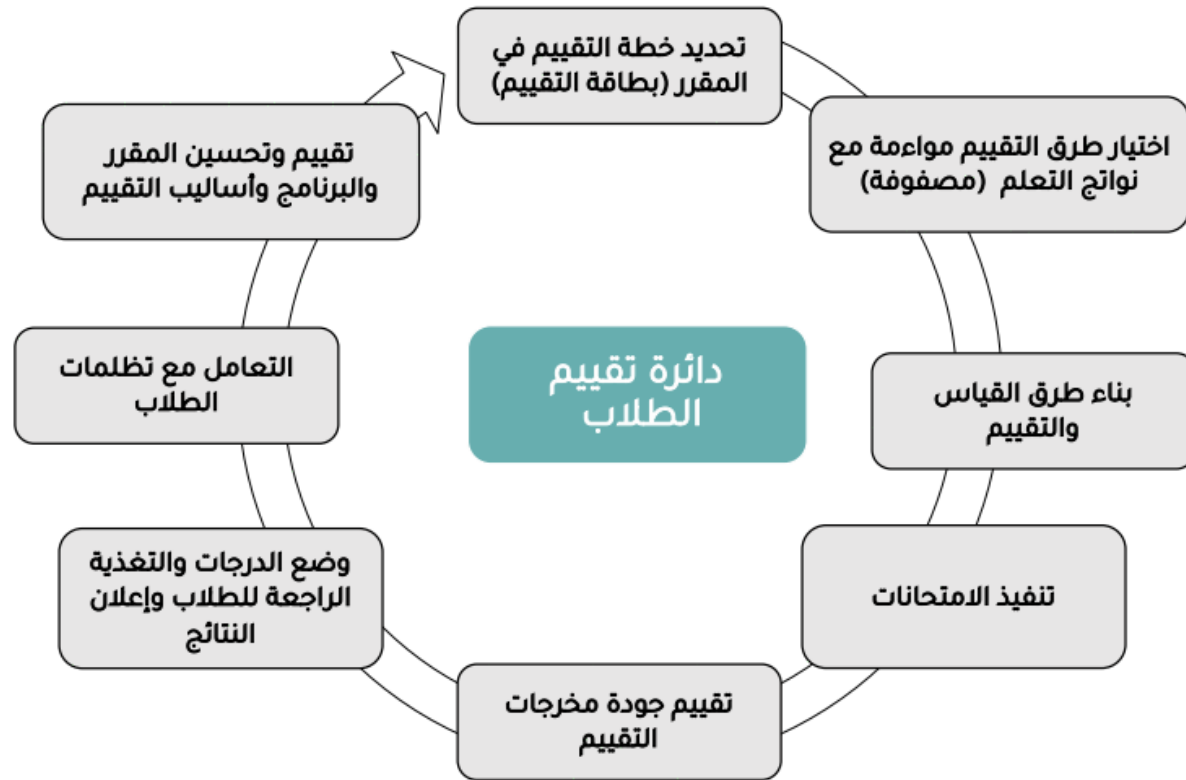 تحديد خطة التقييم في
المقرر (بطاقة التقييم)
اختيار طرق التقييم مواءمة مع
نواتج التعلم (مصفوفة)
بناء طرق القياس
والتقييم
تنفيذ الامتحانات
تقييم جودة مخرجات
التقييم
وضع الدرجات والتغذية
الراجعة للطلاب وإعلان
النتائج
التعامل مع تظلمات
الطلاب
تقييم وتحسين المقرر
والبرنامج وأساليب التقييم
دائرة تقييم
الطلاب